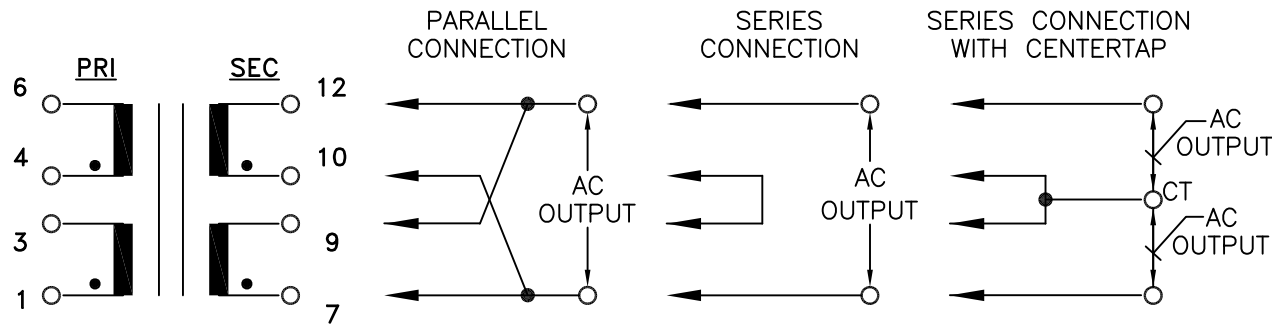 PARALLEL
CONNECTION
SERIES
CONNECTION
SERIES CONNECTION
WITH CENTERTAP
PRI
SEC
6
4
3
1
12
10
9
7
AC
OUTPUT
AC
OUTPUT
AC
OUTPUT
CT
AC
OUTPUT